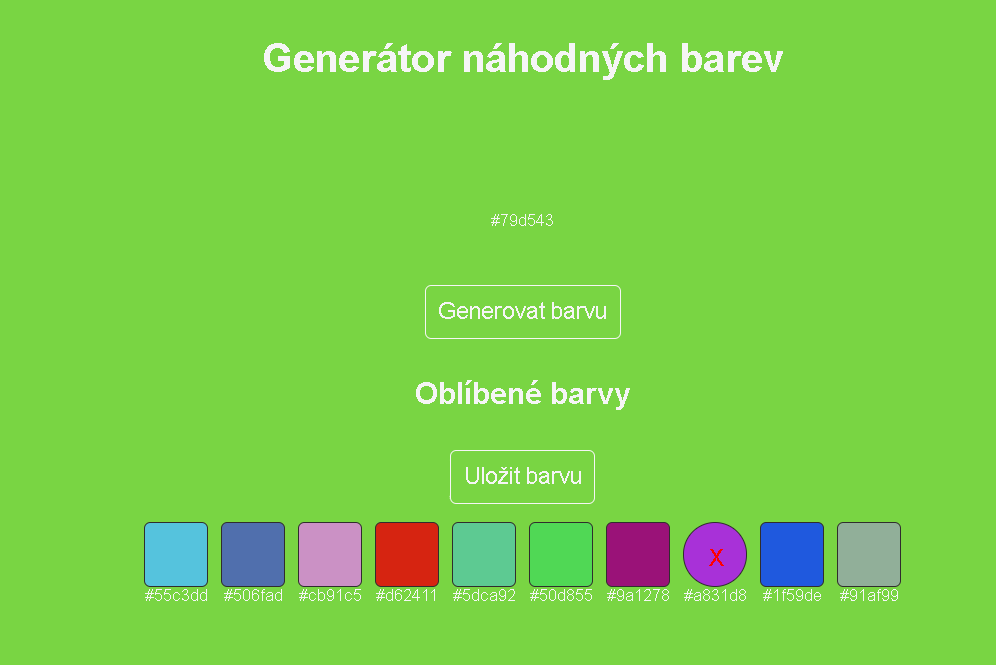 Generátor náhodných barev
#79d543
Generovat barvu
Oblíbené barvy
Uložit barvu
x
#55c3dd #506fad #cb91c5 #d62411 #5dca92 #50d855 #9a1278 #a831d8 #1f59de #91af99